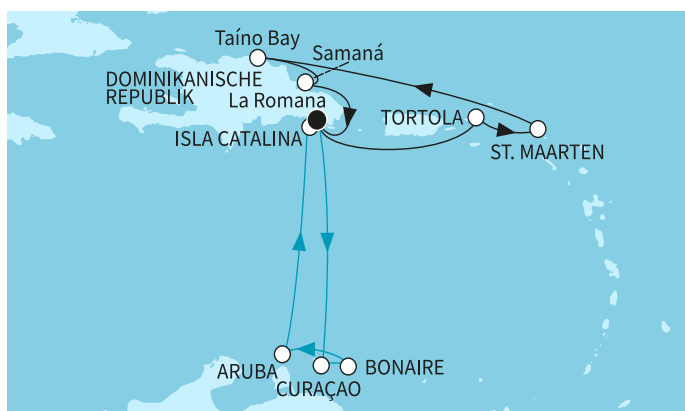 Taíno Bay
Samaná
DOMINIKANISCHE
REPUBLIK
La Romana
TORTOLA
ISLA CATALINA
ST. MAARTEN
ARUBA
BONAIRE
CURAÇAO